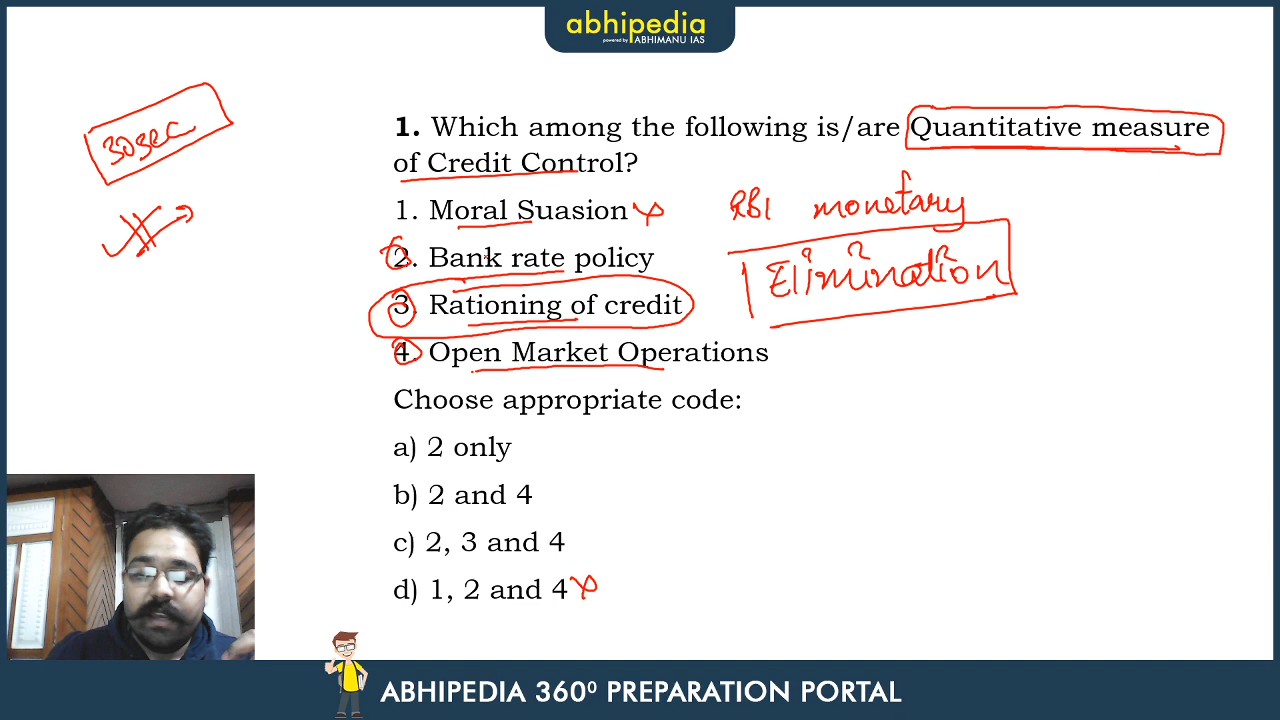 abhipedia
powered by ABHIMANU IAS
30sec
1. Which among the following is/are Quantitative measure
of Credit Control?
1. Moral Suasion
RBI monetary
2. Bank rate policy
Elimination
3. Rationing of credit
4. Open Market Operations
Choose appropriate code:
a) 2 only
b) 2 and 4
c) 2, 3 and 4
d) 1, 2 and 4
ABHIPEDIA 360⁰ PREPARATION PORTAL